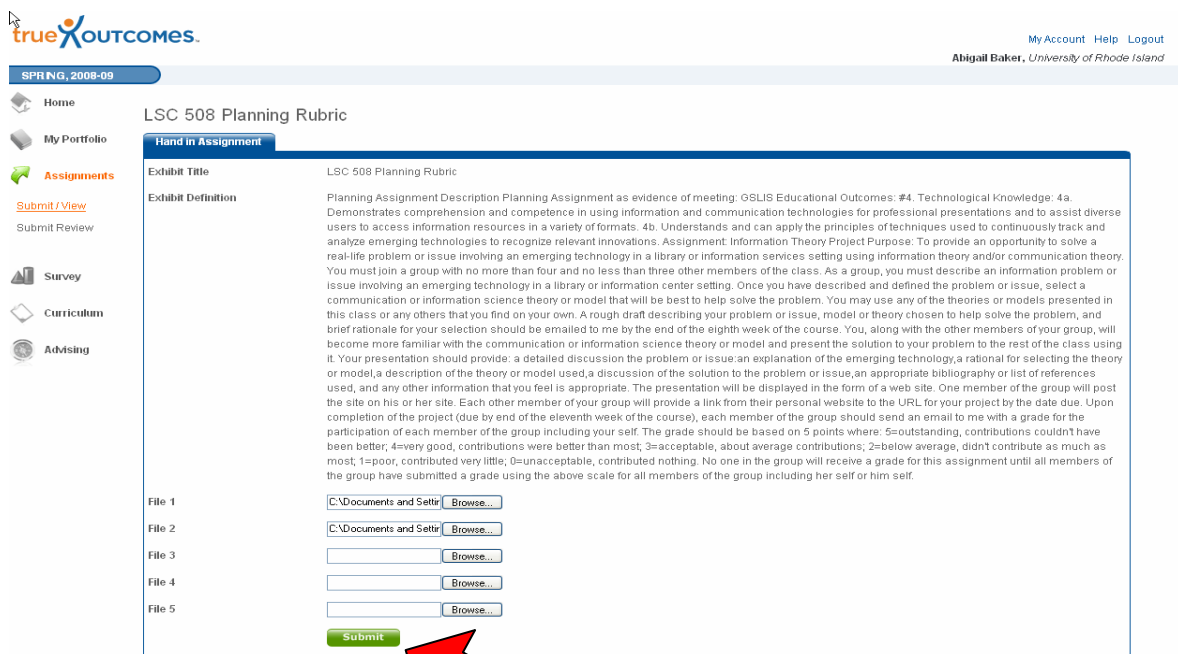 trueoutcomes
My Account Help Logout
Abigail Baker, University of Rhode Island
SPRING, 2008-09
Home
My Portfolio
Assignments
Submit / View
Submit Review
Survey
Curriculum
Advising
LSC 508 Planning Rubric
Hand in Assignment
Exhibit Title
LSC 508 Planning Rubric
Exhibit Definition
Planning Assignment Description Planning Assignment as evidence of meeting: GSLIS Educational Outcomes: #4. Technological Knowledge: 4a.
Demonstrates comprehension and competence in using information and communication technologies for professional presentations and to assist diverse
users to access information resources in a variety of formats. 4b. Understands and can apply the principles of techniques used to continuously track and
analyze emerging technologies to recognize relevant innovations. Assignment: Information Theory Project Purpose: To provide an opportunity to solve a
real-life problem or issue involving an emerging technology in a library or information services setting using information theory and/or communication theory.
You must join a group with no more than four and no less than three other members of the class. As a group, you must describe an information problem or
issue involving an emerging technology in a library or information center setting. Once you have described and defined the problem or issue, select a
communication or information science theory or model that will be best to help solve the problem. You may use any of the theories or models presented in
this class or any others that you find on your own. A rough draft describing your problem or issue, model or theory chosen to help solve the problem, and
brief rationale for your selection should be emailed to me by the end of the eighth week of the course. You, along with the other members of your group, will
become more familiar with the communication or information science theory or model and present the solution to your problem to the rest of the class using
it. Your presentation should provide: a detailed discussion the problem or issue:an explanation of the emerging technology,a rational for selecting the theory
or model,a description of the theory or model used,a discussion of the solution to the problem or issue,an appropriate bibliography or list of references
used, and any other information that you feel is appropriate. The presentation will be displayed in the form of a web site. One member of the group will post
the site on his or her site. Each other member of your group will provide a link from their personal website to the URL for your project by the date due. Upon
completion of the project (due by end of the eleventh week of the course), each member of the group should send an email to me with a grade for the
participation of each member of the group including your self. The grade should be based on 5 points where: 5=outstanding, contributions couldn't have
been better; 4=very good, contributions were better than most; 3=acceptable, about average contributions; 2=below average, didn't contribute as much as
most; 1=poor, contributed very little; 0=unacceptable, contributed nothing. No one in the group will receive a grade for this assignment until all members of
the group have submitted a grade using the above scale for all members of the group including her self or him self.
File 1
C:\Documents and Settir Browse...
File 2
C:\Documents and Settir Browse...
File 3
Browse...
File 4
Browse...
File 5
Browse...
Submit